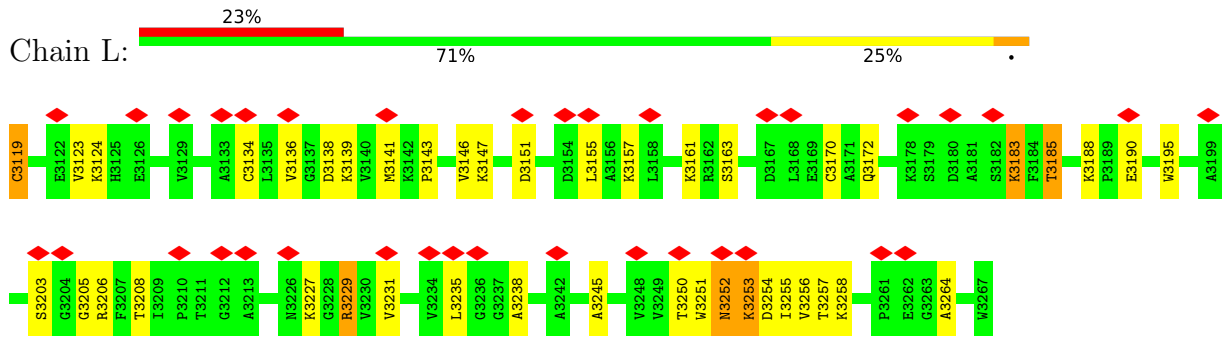 23%
Chain L:
71% 25% .
C3119 E3122 V3123 K3124 H3125 E3126 V3129 A3133 C3134 L3135 V3136 G3137 D3138 K3139 V3140 M3141 K3142 P3143 V3146 K3147 D3151 D3154 L3155 A3156 K3157 L3158 K3161 R3162 S3163 D3167 L3168 E3169 C3170 A3171 Q3172 K3178 S3179 D3180 A3181 S3182 K3183 F3184 T3185 K3188 P3189 E3190 W3195 A3199
S3203 G3204 G3205 R3206 F3207 T3208 I3209 P3210 T3211 G3212 A3213 N3226 K3227 G3228 R3229 V3230 V3231 V3234 L3235 G3236 G3237 A3238 A3242 A3245 V3248 V3249 T3250 W3251 N3252 K3253 D3254 I3255 V3256 T3257 K3258 P3261 E3262 G3263 A3264 W3267